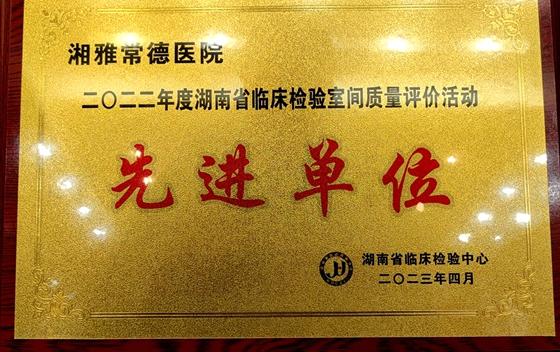 湘雅常德医院
二〇二二年度湖南省临床检验室间质量评价活动
先进单位
湖南省临床检验中心
二〇二三年四月